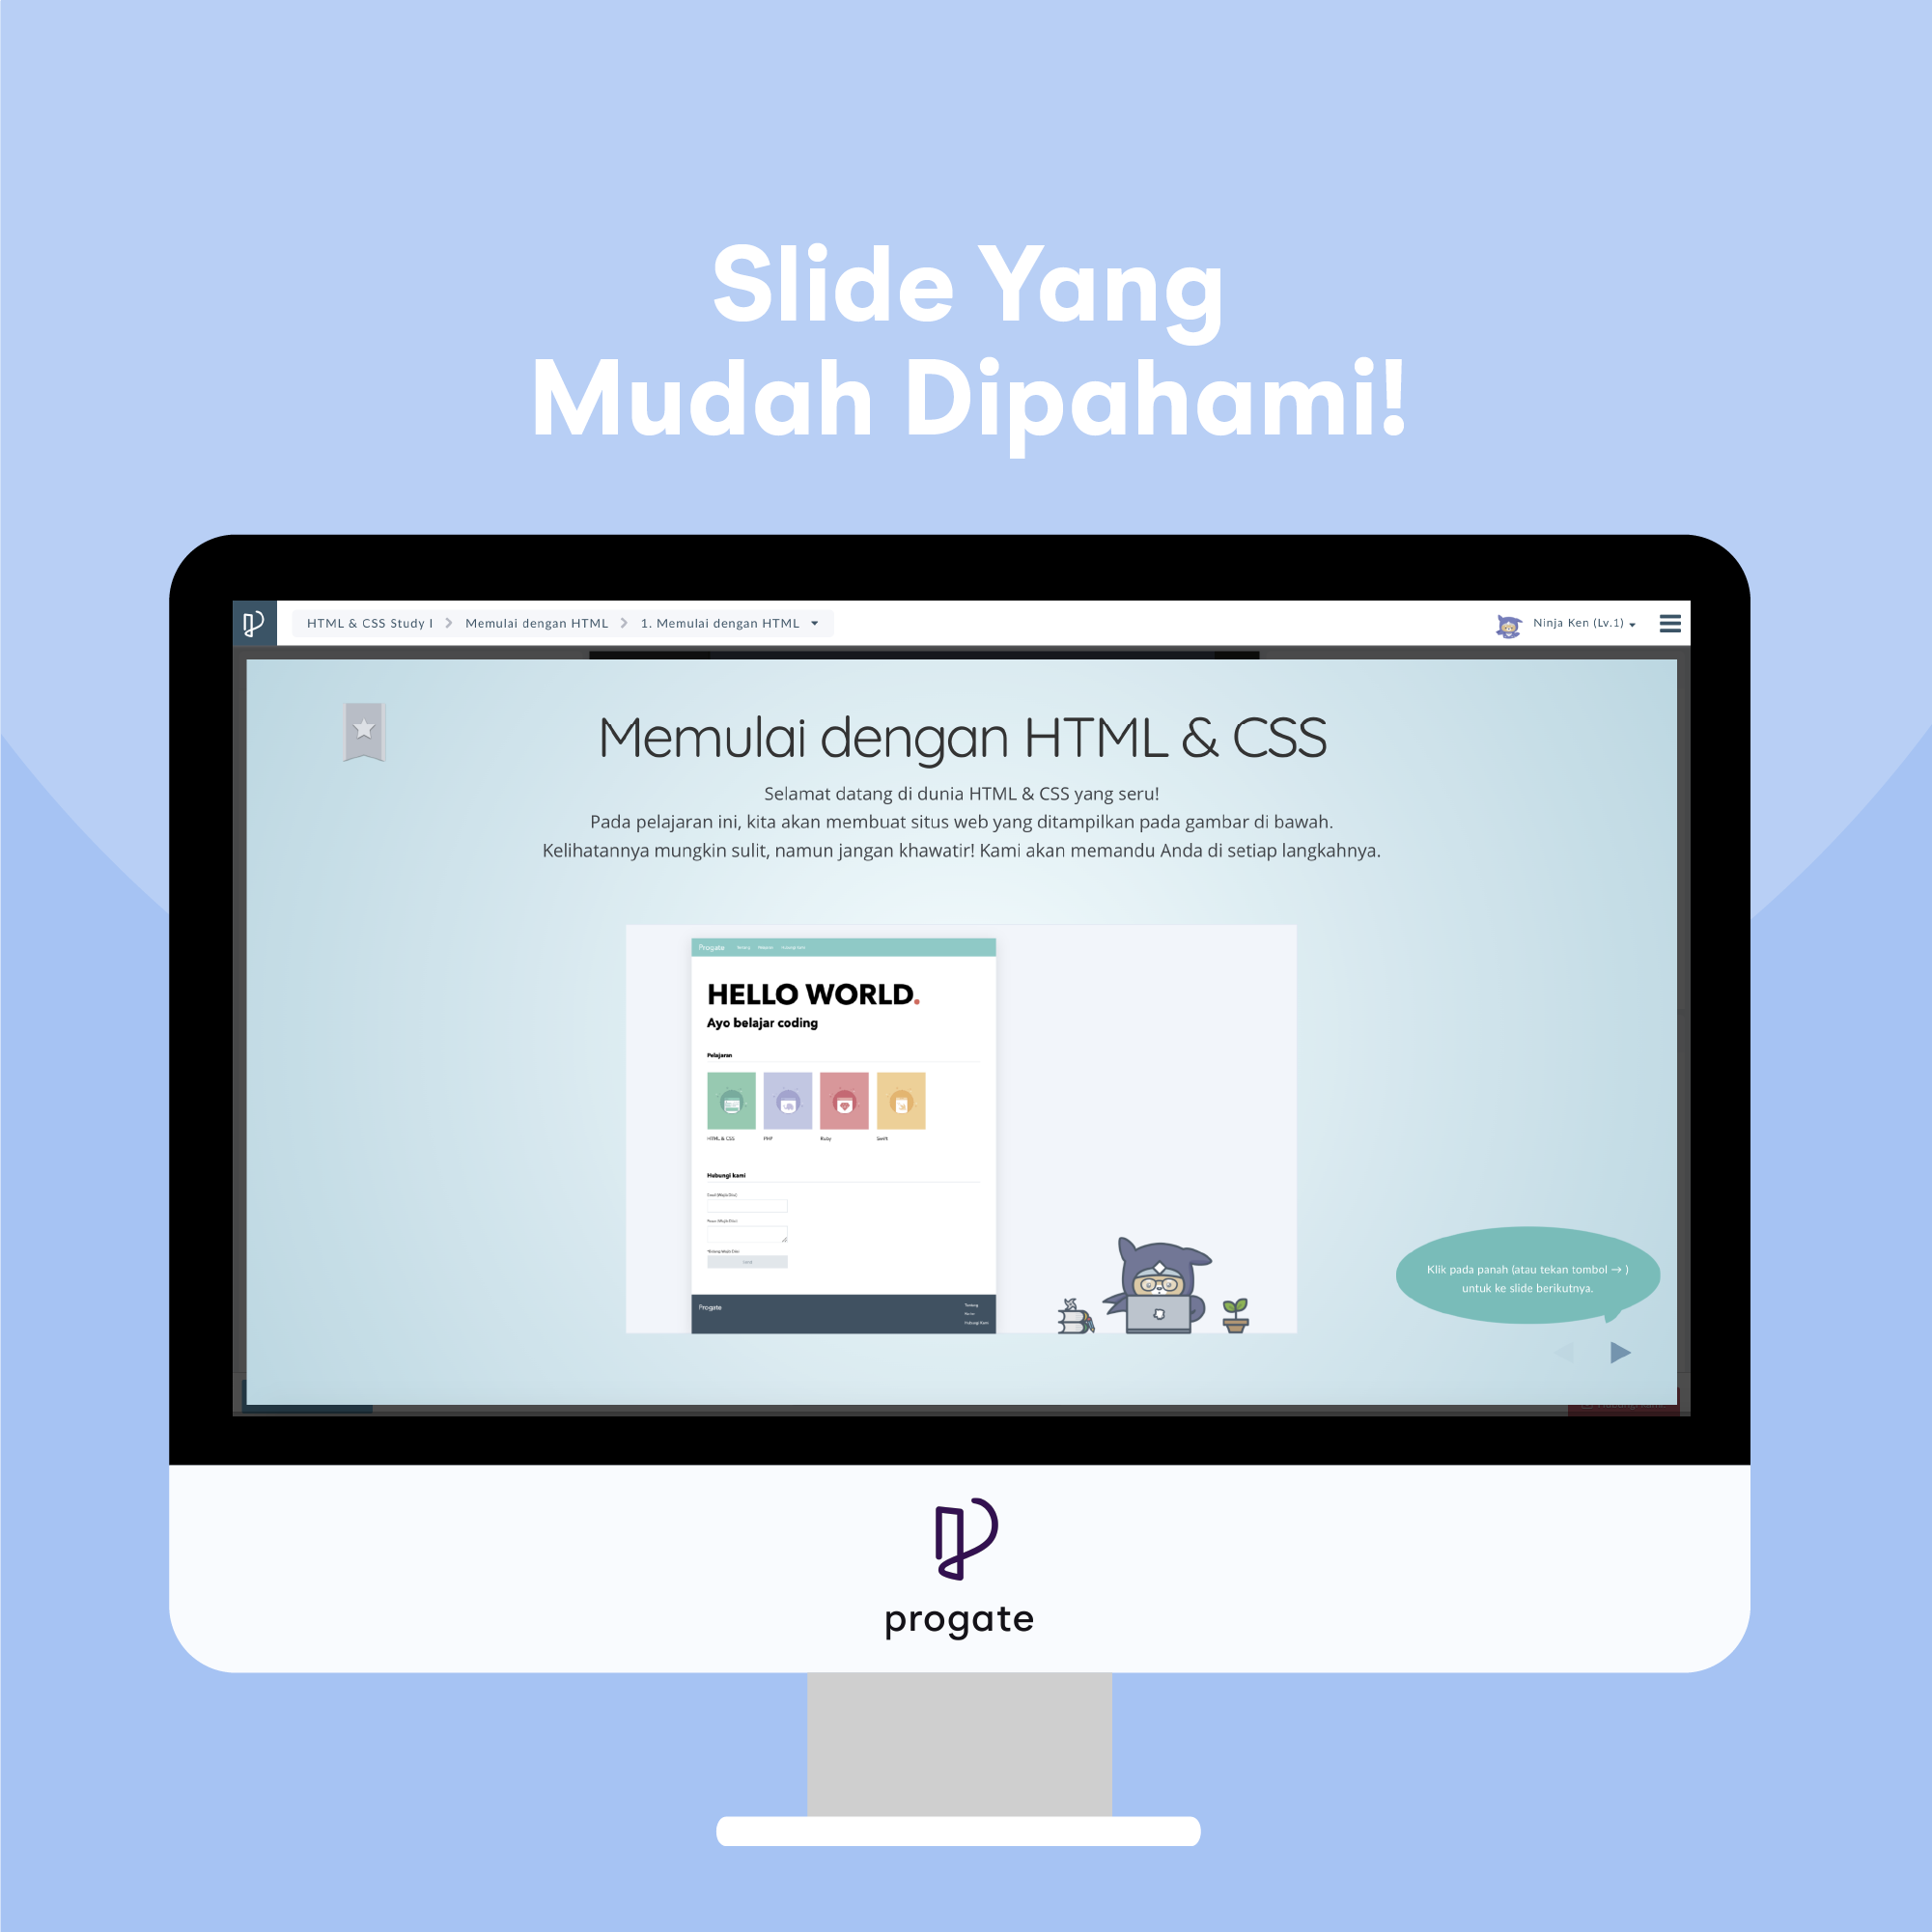 Slide Yang
Mudah Dipahami!
HTML & CSS Study I
Memulai dengan HTML
1. Memulai dengan HTML
Ninja Ken (Lv.1)
Memulai dengan HTML & CSS
Selamat datang di dunia HTML & CSS yang seru!
Pada pelajaran ini, kita akan membuat situs web yang ditampilkan pada gambar di bawah.
Kelihatannya mungkin sulit, namun jangan khawatir! Kami akan memandu Anda di setiap langkahnya.
Progate
HELLO WORLD.
Ayo belajar coding
Pelajaran
HTML & CSS
PHP
Ruby
Swift
Hubungi kami
Progate
Tentang
Hubungi Kami
Klik pada panah (atau tekan tombol → )
untuk ke slide berikutnya.
progate